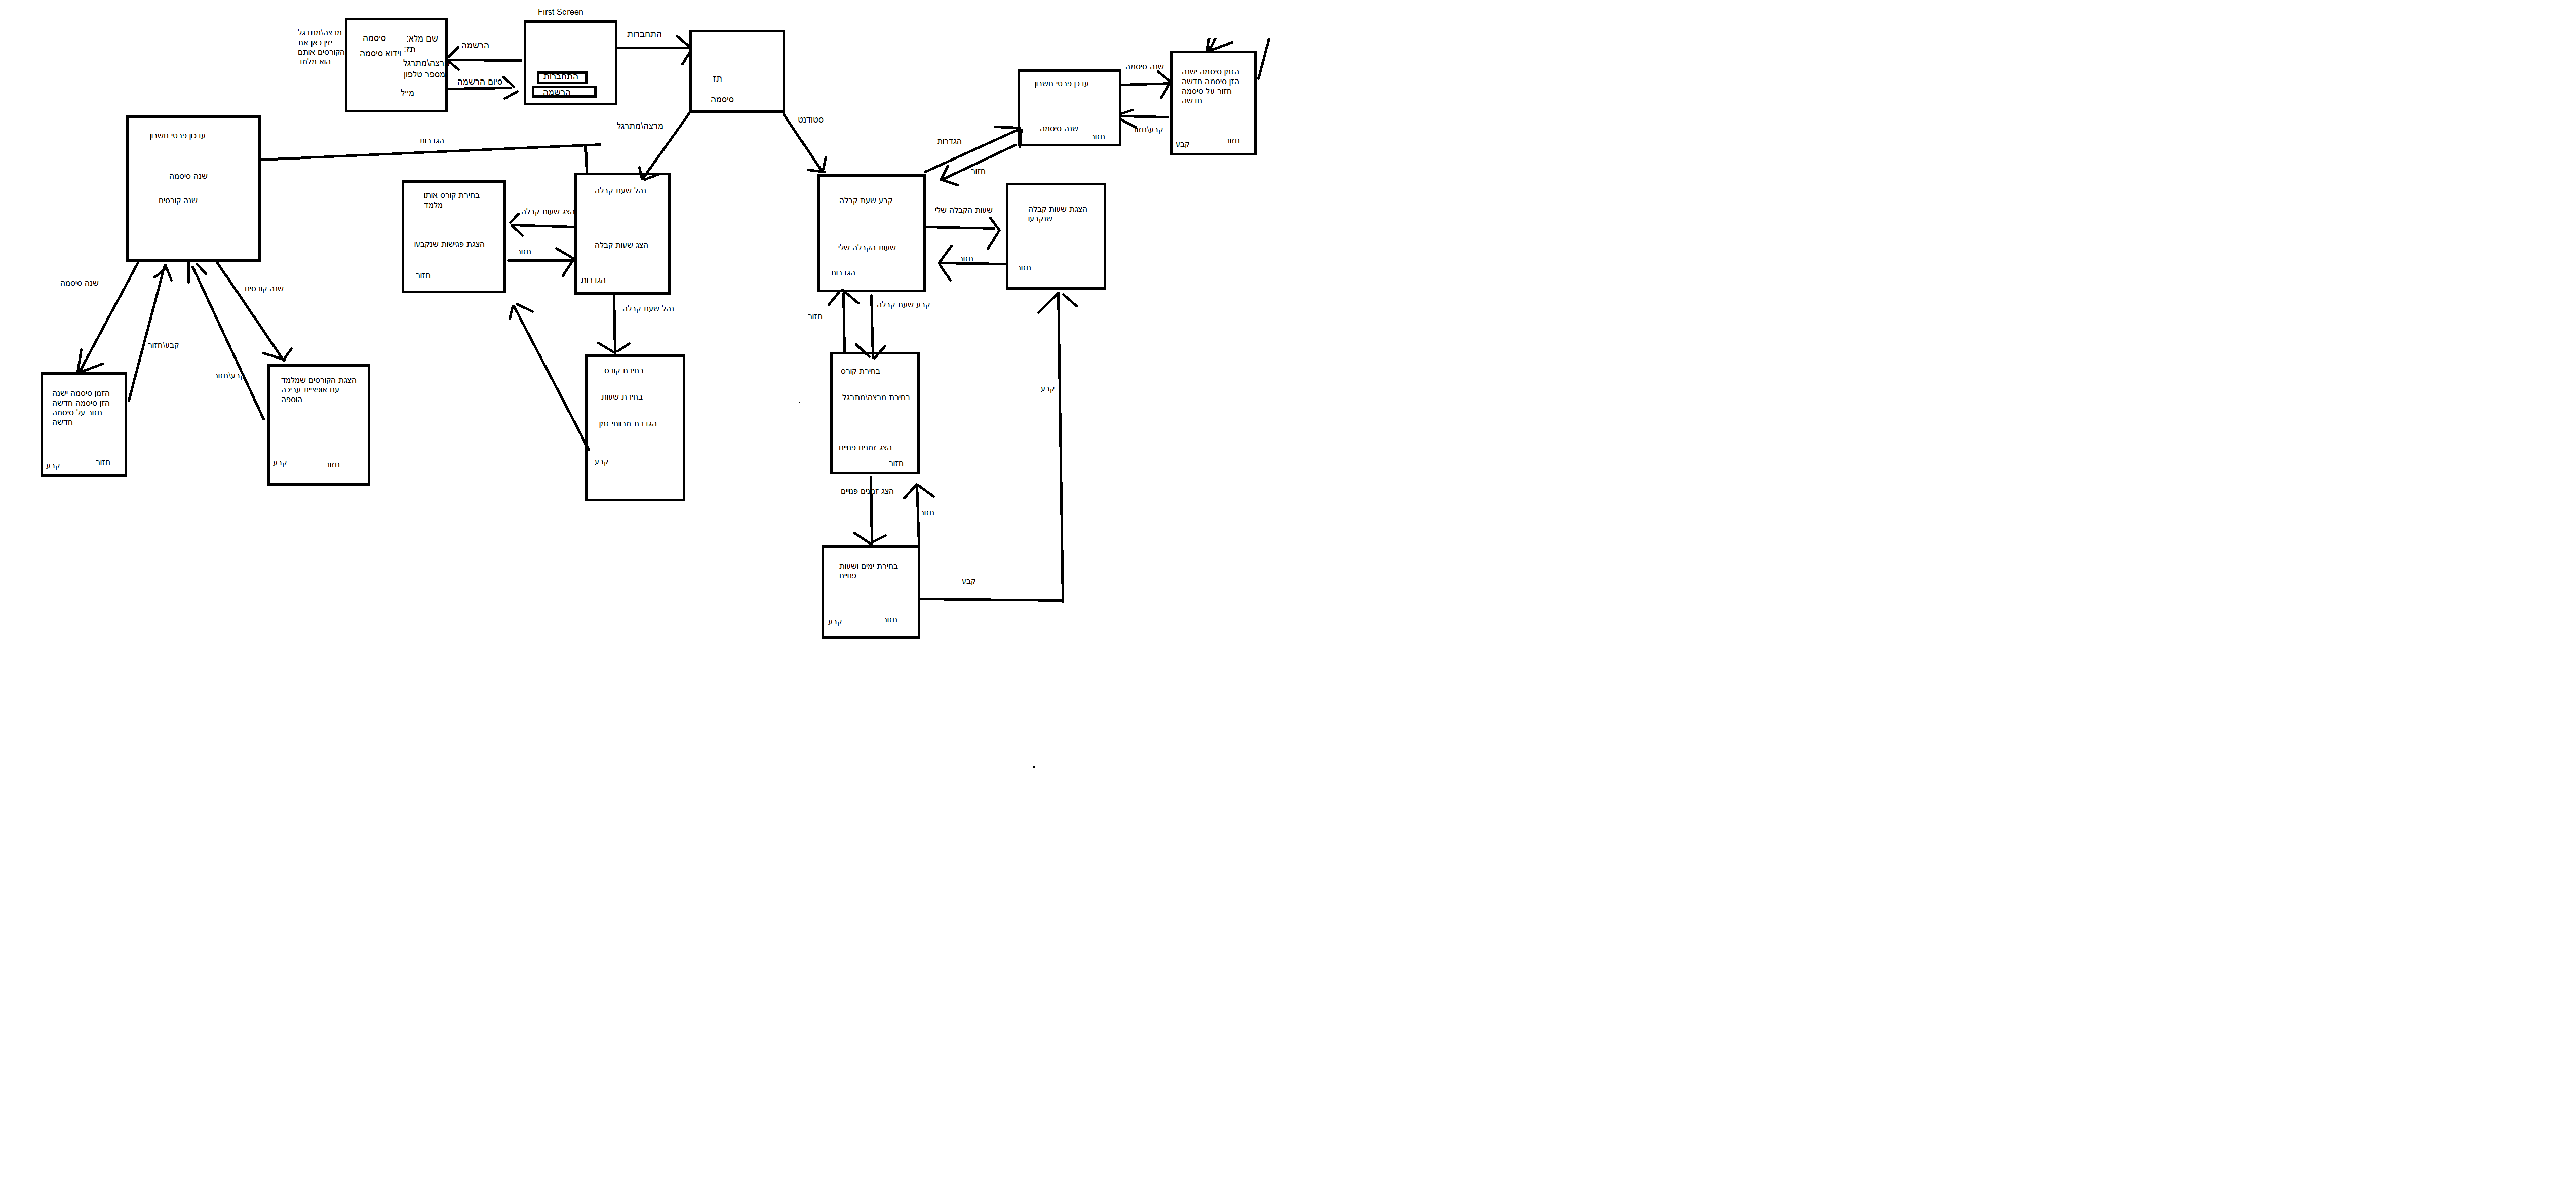 First Screen
מרצה\מתרגל
יזין כאן את
הקורסים אותם
הוא מלמד
שם מלא:
סיסמה
תז:
וידוא סיסמה
מרצה\מתרגל
מספר טלפון
מייל
הרשמה
סיום הרשמה
התחברות
הרשמה
התחברות
תז
סיסמה
מרצה\מתרגל
סטודנט
עדכון פרטי חשבון
שנה סיסמה
שנה קורסים
הגדרות
שנה סיסמה
קבע\חזור
קבע\חזור
שנה קורסים
הזמן סיסמה ישנה
הזן סיסמה חדשה
חזור על סיסמה
חדשה
חזור
קבע
הצגת הקורסים שמלמד
עם אופציית עריכה
הוספה
קבע
חזור
בחירת קורס אותו
מלמד
הצגת פגישות שנקבעו
חזור
הצג שעות קבלה
חזור
נהל שעת קבלה
הצג שעות קבלה
הגדרות
נהל שעת קבלה
בחירת קורס
בחירת שעות
הגדרת מרווחי זמן
קבע
קבע שעת קבלה
שעות הקבלה שלי
הגדרות
הגדרות
חזור
עדכן פרטי חשבון
שנה סיסמה
חזור
שנה סיסמה
קבע\חזור
הזמן סיסמה ישנה
הזן סיסמה חדשה
חזור על סיסמה
חדשה
חזור
קבע
שעות הקבלה שלי
חזור
הצגת שעות קבלה
שנקבעו
חזור
חזור
קבע שעת קבלה
בחירת קורס
בחירת מרצה\מתרגל
הצג זמנים פנויים
חזור
הצג זמנים פנויים
חזור
בחירת ימים ושעות
פנויים
חזור
קבע
קבע
קבע